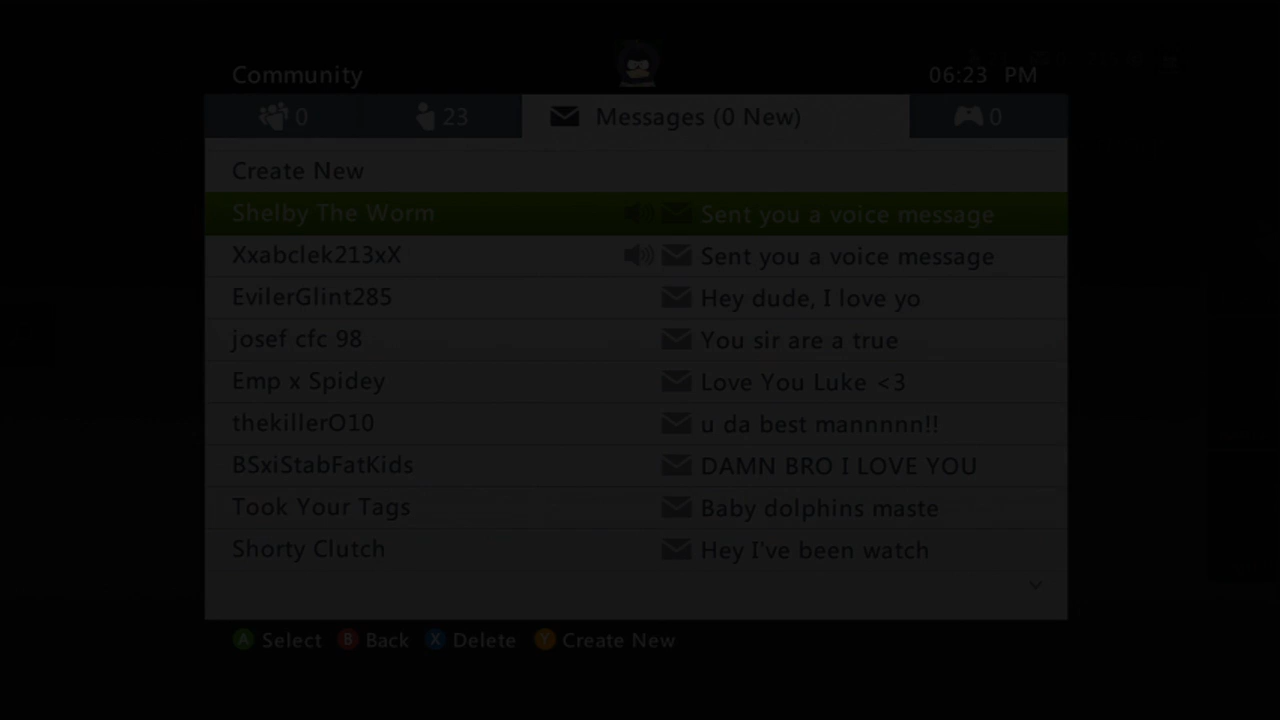 Community 06:23 PM
0 23 Messages (0 New) 0
Create New
Shelby The Worm Sent you a voice message
Xxabclek213xX Sent you a voice message
EvilerGlint285 Hey dude, I love yo
josef cfc 98 You sir are a true
Emp x Spidey Love You Luke <3
thekillerO10 u da best mannnnn!!
BSxiStabFatKids DAMN BRO I LOVE YOU
Took Your Tags Baby dolphins maste
Shorty Clutch Hey I've been watch
A Select B Back X Delete Y Create New